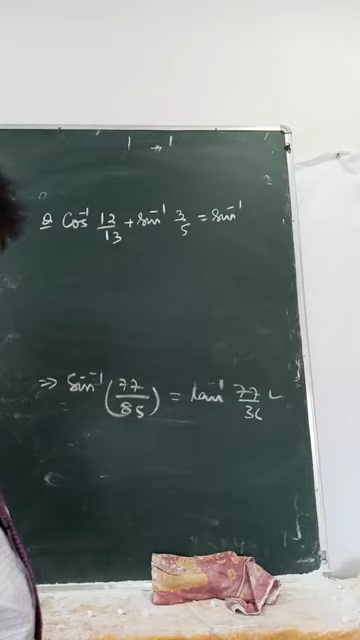 Q Cos⁻¹ 12/13 + sin⁻¹ 3/5 = sin⁻¹
⇒ Sin⁻¹ (77/85) = tan⁻¹ 77/36